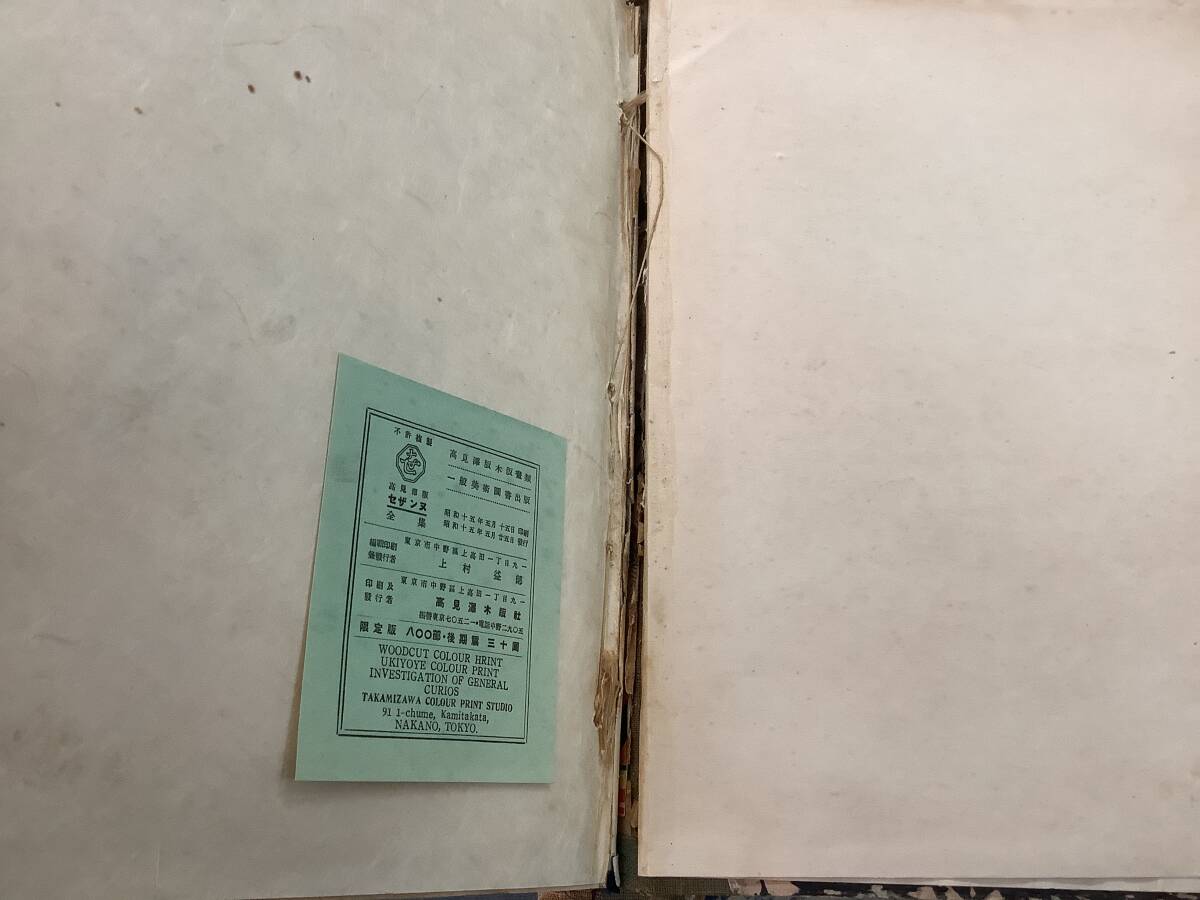 不許複製
高見澤版
セザンヌ
全集
高見澤版木版畫類
一般美術圖書出版
昭和十五年五月十五日 印刷
昭和十五年五月廿五日 發行
編輯印刷
兼發行者
東京市中野區上高田一丁目九一
上村益郎
印刷及
發行者
東京市中野區上高田一丁目九一
高見澤木版社
振替東京七〇五二一・電話中野二九〇五
限定版 八〇〇部・後期篇 三十圓
WOODCUT COLOUR HRINT
UKIYOYE COLOUR PRINT
INVESTIGATION OF GENERAL
CURIOS
TAKAMIZAWA COLOUR PRINT STUDIO
91 1-chume, Kamitakata,
NAKANO, TOKYO.